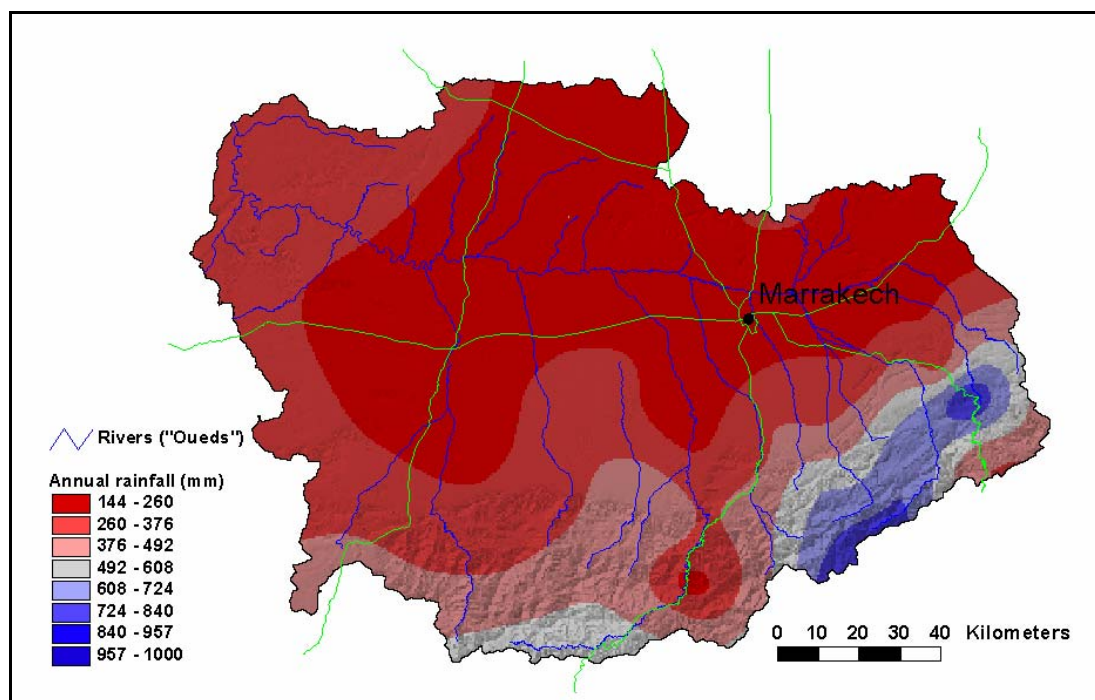 Marrakech
Rivers ("Oueds")
Annual rainfall (mm)
144 - 260
260 - 376
376 - 492
492 - 608
608 - 724
724 - 840
840 - 957
957 - 1000
0 10 20 30 40 Kilometers